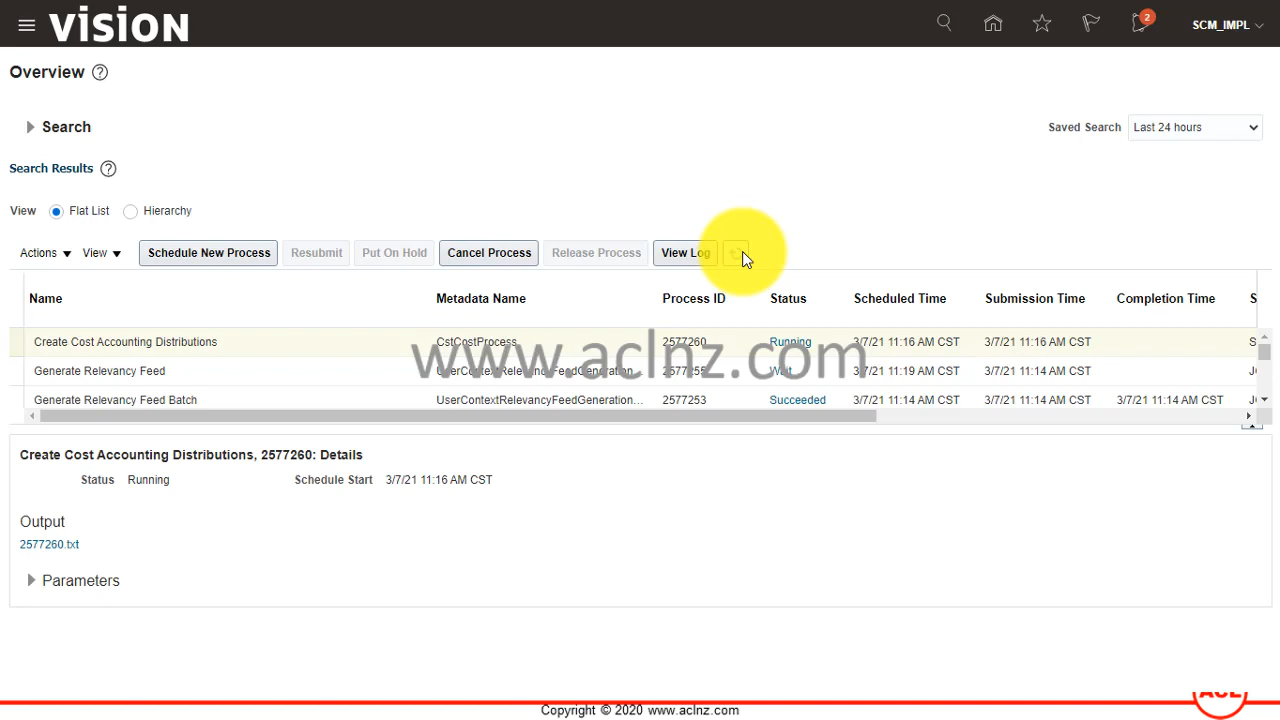 vision
2
SCM_IMPL
Overview ?
Search
Saved Search Last 24 hours
Search Results ?
View Flat List Hierarchy
Actions View Schedule New Process Resubmit Put On Hold Cancel Process Release Process View Log
Name Metadata Name Process ID Status Scheduled Time Submission Time Completion Time S
Create Cost Accounting Distributions CstCostProcess 2577260 Running 3/7/21 11:16 AM CST 3/7/21 11:16 AM CST S
Generate Relevancy Feed UserContextRelevancyFeedGeneration... 2577255 Wait 3/7/21 11:19 AM CST 3/7/21 11:14 AM CST
Generate Relevancy Feed Batch UserContextRelevancyFeedGeneration... 2577253 Succeeded 3/7/21 11:14 AM CST 3/7/21 11:14 AM CST 3/7/21 11:14 AM CST
www.aclnz.com
Create Cost Accounting Distributions, 2577260: Details
Status Running Schedule Start 3/7/21 11:16 AM CST
Output
2577260.txt
Parameters
ACL
Copyright © 2020 www.aclnz.com